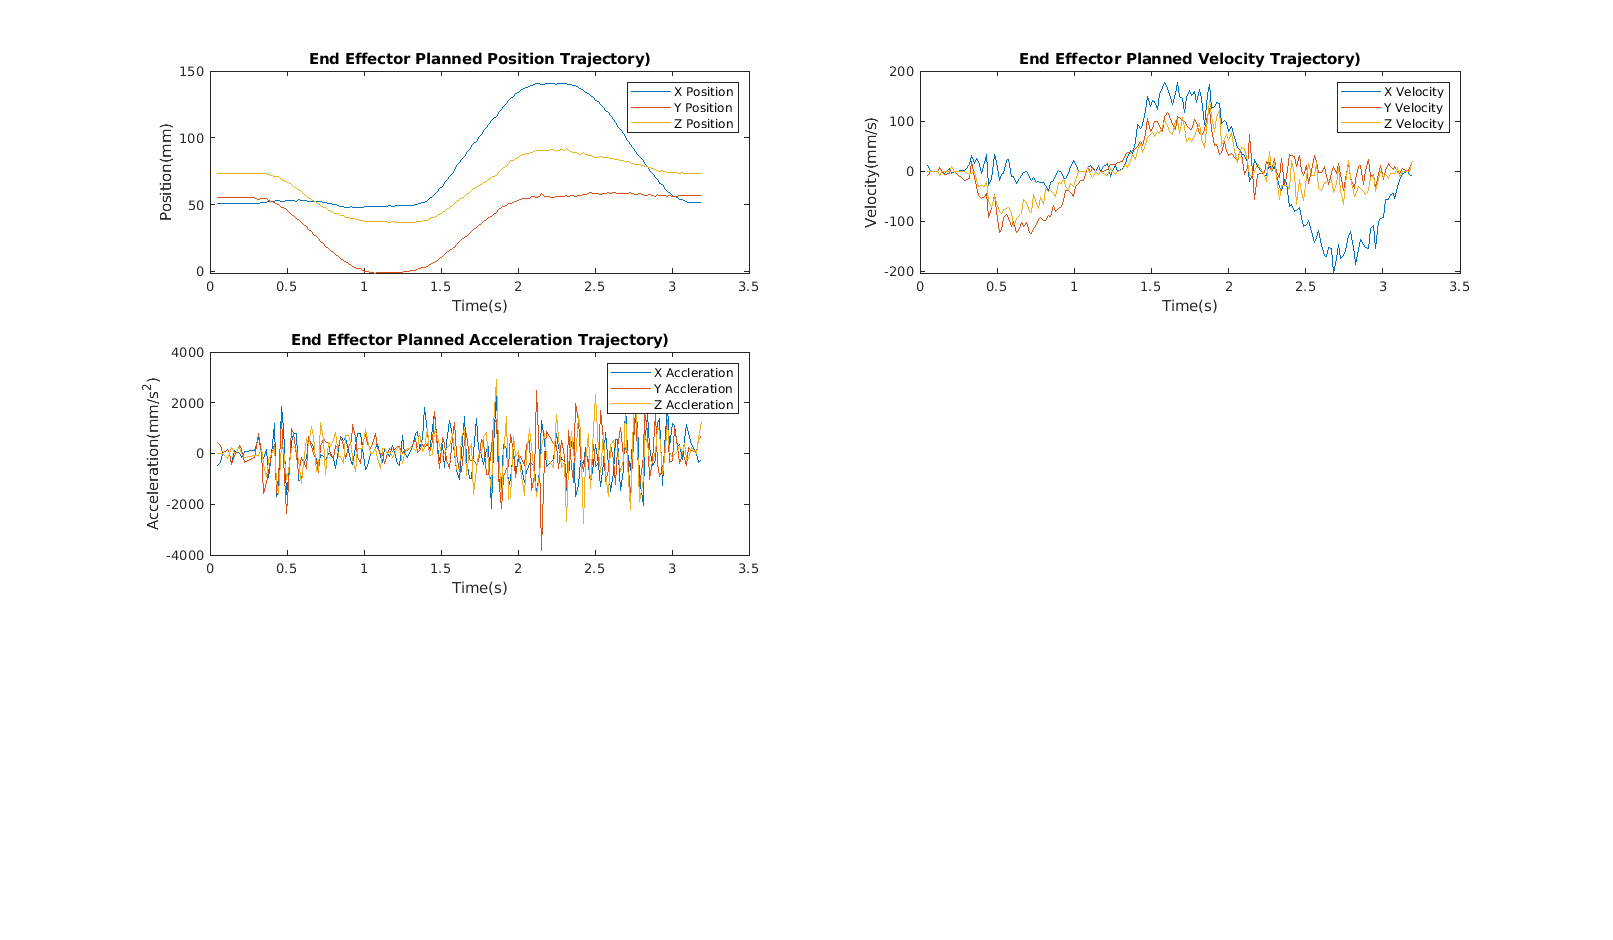 End Effector Planned Position Trajectory)
150
100
50
0
Position(mm)
X Position
Y Position
Z Position
0 0.5 1 1.5 2 2.5 3 3.5
Time(s)
End Effector Planned Velocity Trajectory)
200
100
0
-100
-200
Velocity(mm/s)
X Velocity
Y Velocity
Z Velocity
0 0.5 1 1.5 2 2.5 3 3.5
Time(s)
End Effector Planned Acceleration Trajectory)
4000
2000
0
-2000
-4000
Acceleration(mm/s²)
X Accleration
Y Accleration
Z Accleration
0 0.5 1 1.5 2 2.5 3 3.5
Time(s)